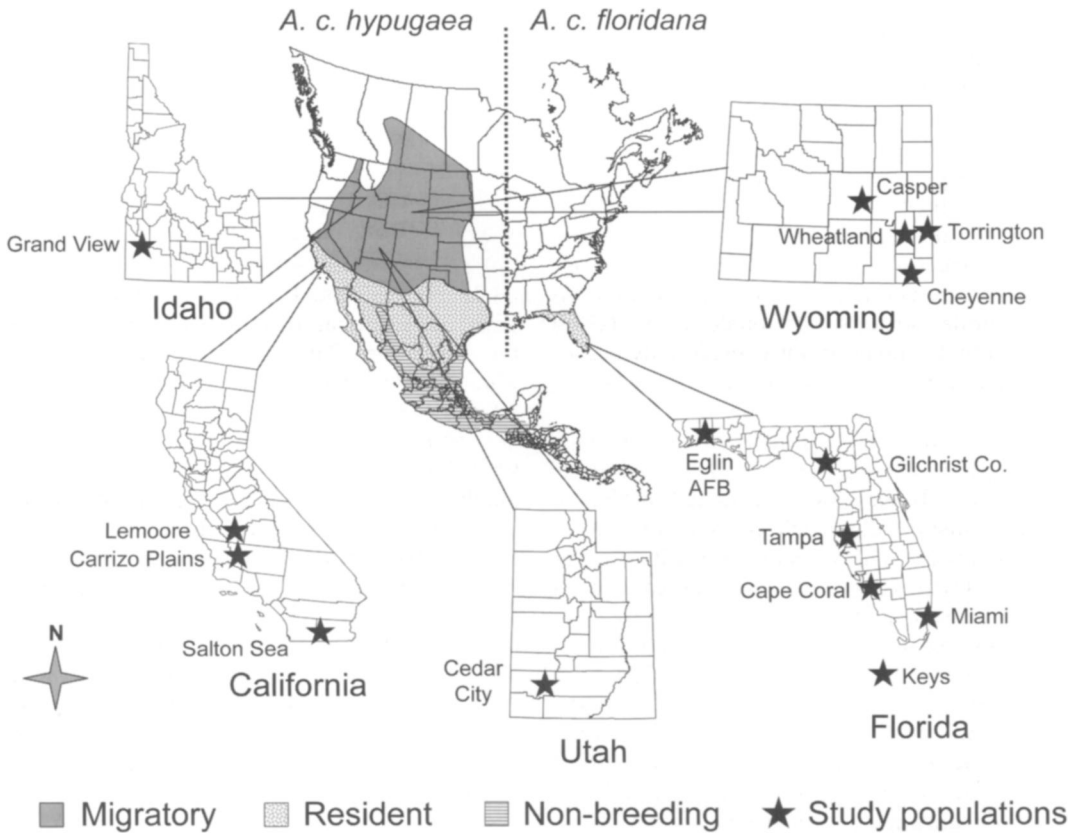 A. c. hypugaea
A. c. floridana
Grand View
Idaho
Casper
Wheatland
Torrington
Cheyenne
Wyoming
Lemoore
Carrizo Plains
Salton Sea
California
N
Cedar
City
Utah
Eglin
AFB
Gilchrist Co.
Tampa
Cape Coral
Miami
Keys
Florida
Migratory
Resident
Non-breeding
Study populations